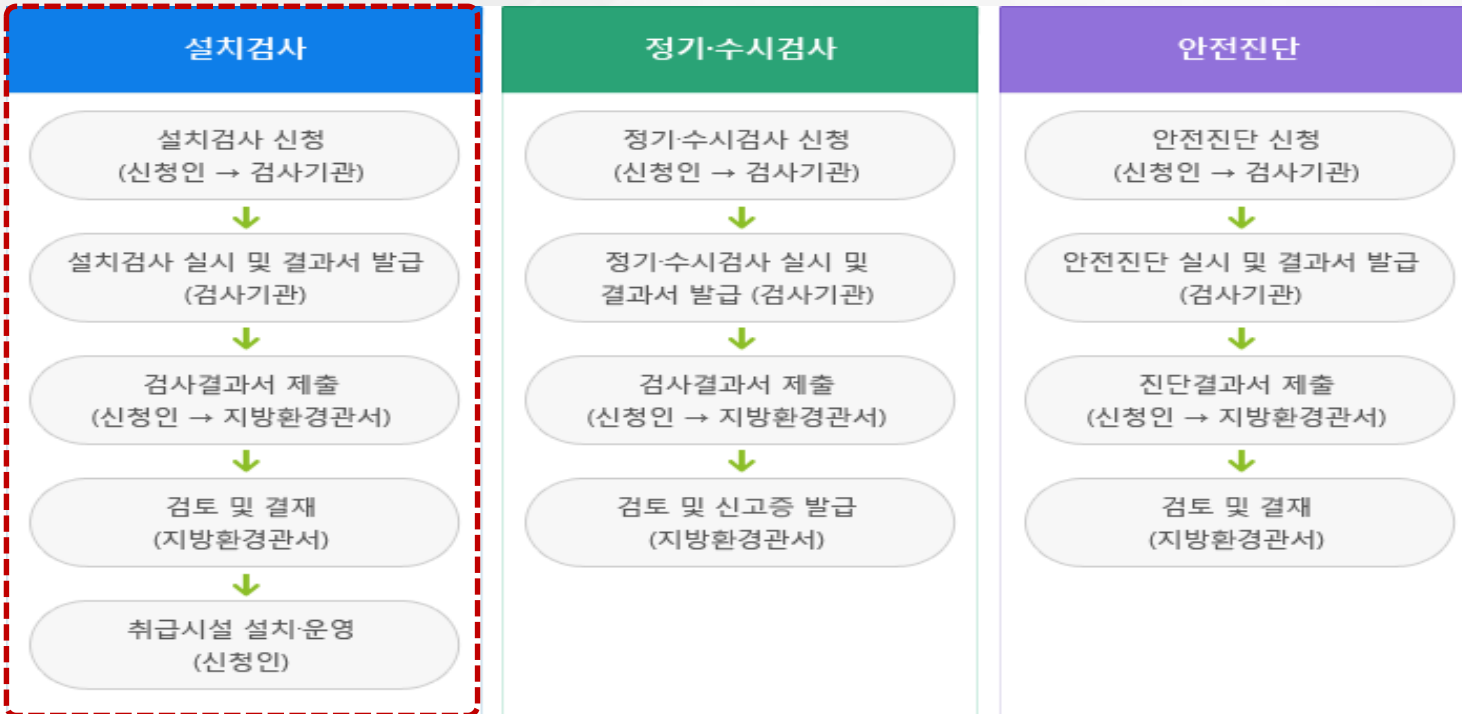 설치검사
설치검사 신청
(신청인 → 검사기관)
설치검사 실시 및 결과서 발급
(검사기관)
검사결과서 제출
(신청인 → 지방환경관서)
검토 및 결재
(지방환경관서)
취급시설 설치·운영
(신청인)
정기·수시검사
정기·수시검사 신청
(신청인 → 검사기관)
정기·수시검사 실시 및
결과서 발급 (검사기관)
검사결과서 제출
(신청인 → 지방환경관서)
검토 및 신고증 발급
(지방환경관서)
안전진단
안전진단 신청
(신청인 → 검사기관)
안전진단 실시 및 결과서 발급
(검사기관)
진단결과서 제출
(신청인 → 지방환경관서)
검토 및 결재
(지방환경관서)